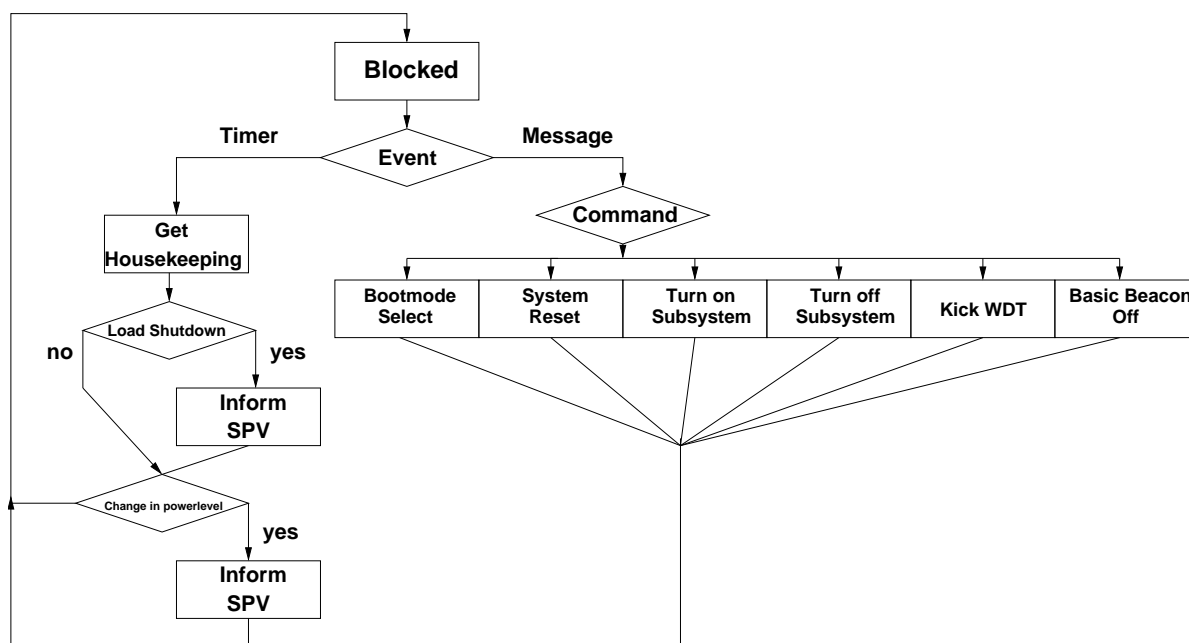 Blocked
Timer
Message
Event
Command
Get
Housekeeping
Bootmode
Select
System
Reset
Turn on
Subsystem
Turn off
Subsystem
Kick WDT
Basic Beacon
Off
Load Shutdown
no
yes
Inform
SPV
Change in powerlevel
yes
Inform
SPV